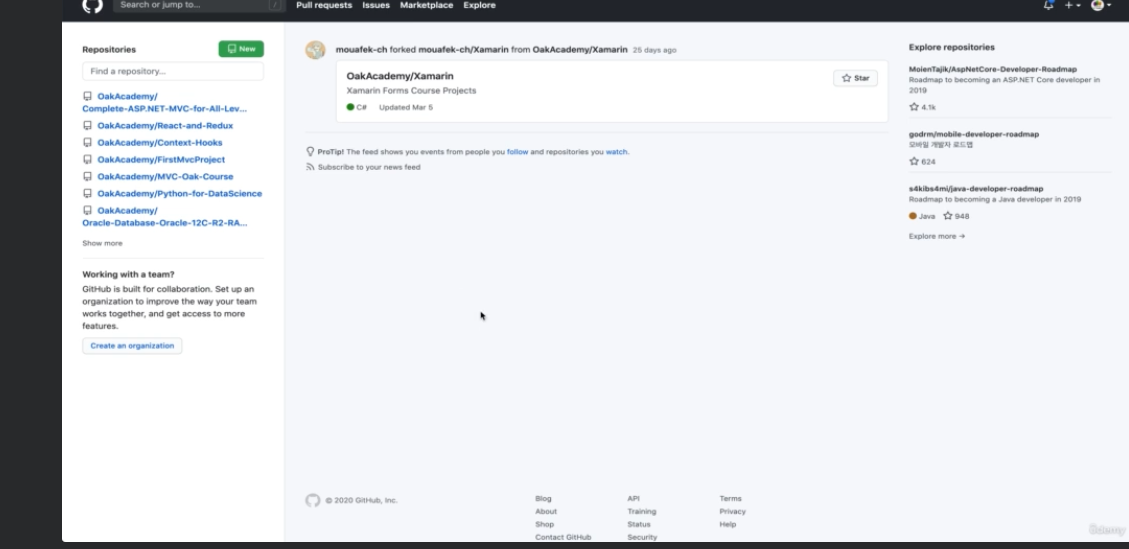 Search or jump to...
/
Pull requests Issues Marketplace Explore
Repositories
New
Find a repository...
OakAcademy/
Complete-ASP.NET-MVC-for-All-Lev...
OakAcademy/React-and-Redux
OakAcademy/Context-Hooks
OakAcademy/FirstMvcProject
OakAcademy/MVC-Oak-Course
OakAcademy/Python-for-DataScience
OakAcademy/
Oracle-Database-Oracle-12C-R2-RA...
Show more
Working with a team?
GitHub is built for collaboration. Set up an
organization to improve the way your team
works together, and get access to more
features.
Create an organization
mouafek-ch forked mouafek-ch/Xamarin from OakAcademy/Xamarin 25 days ago
OakAcademy/Xamarin
Star
Xamarin Forms Course Projects
C# Updated Mar 5
ProTip! The feed shows you events from people you follow and repositories you watch.
Subscribe to your news feed
Explore repositories
MoienTajik/AspNetCore-Developer-Roadmap
Roadmap to becoming an ASP.NET Core developer in
2019
4.1k
godrm/mobile-developer-roadmap
모바일 개발자 로드맵
624
s4kibs4mi/java-developer-roadmap
Roadmap to becoming a Java developer in 2019
Java 948
Explore more →
© 2020 GitHub, Inc.
Blog
About
Shop
Contact GitHub
API
Training
Status
Security
Terms
Privacy
Help
Udemy